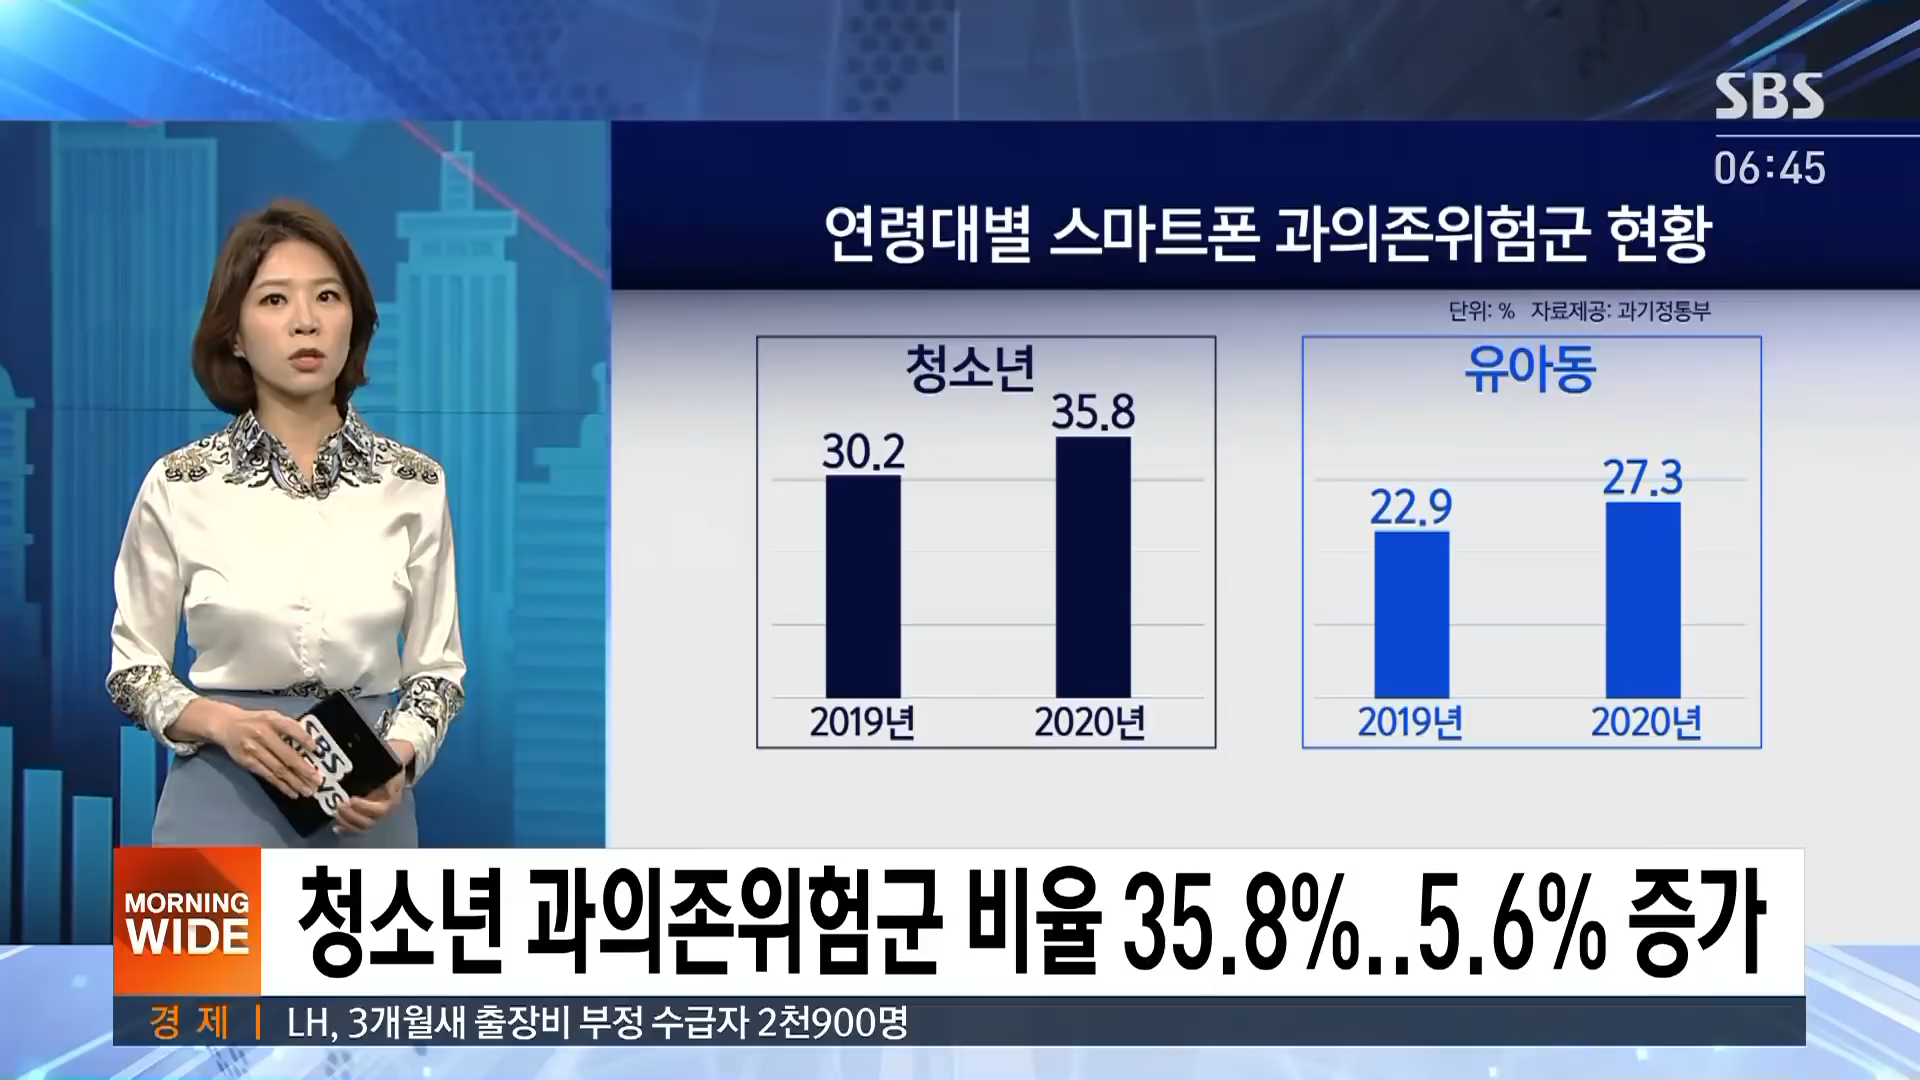 SBS
06:45
연령대별 스마트폰 과의존위험군 현황
단위: % 자료제공: 과기정통부
청소년
30.2
35.8
2019년
2020년
유아동
22.9
27.3
2019년
2020년
SBS
NEWS
MORNING
WIDE
청소년 과의존위험군 비율 35.8%..5.6% 증가
경제 | LH, 3개월새 출장비 부정 수급자 2천900명